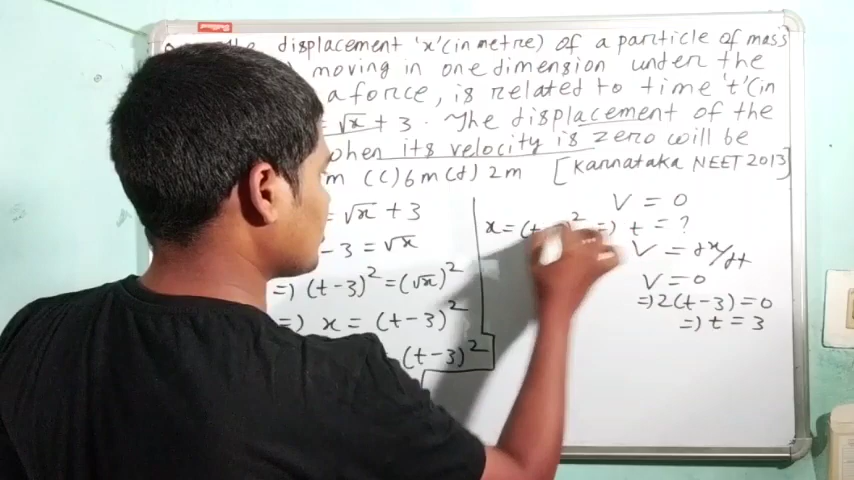 the displacement 'x'(in metre) of a particle of mass
moving in one dimension under the
a force, is related to time 't'(in
= √x + 3. The displacement of the
when its velocity is zero will be
m (c) 6m (d) 2m [Karnataka NEET 2013]
= √x + 3
-3 = √x
=) (t-3)² = (√x)²
=) x = (t-3)²
(t-3)²
V = 0
x = (t ² =) t = ?
V = dx/dt
V = 0
=) 2(t-3) = 0
=) t = 3